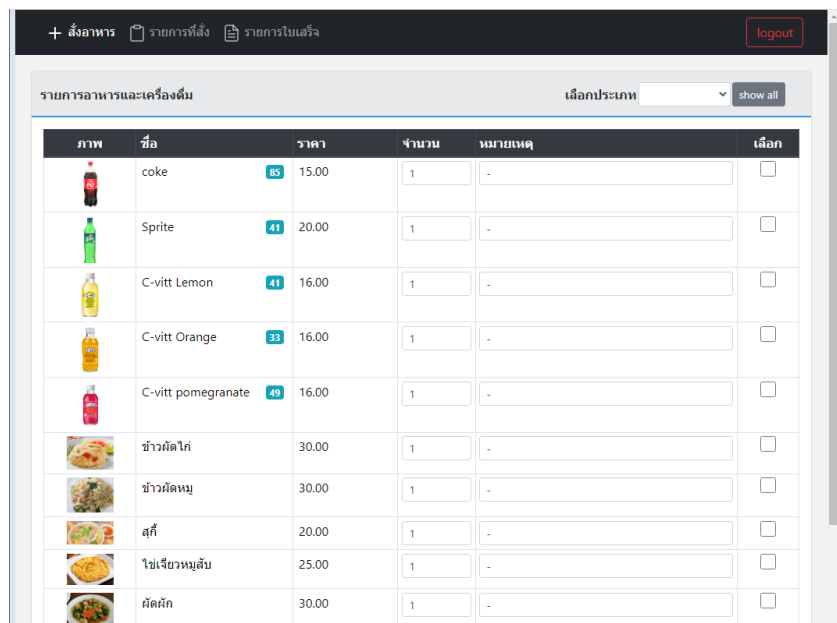 + สั่งอาหาร รายการที่สั่ง รายการใบเสร็จ logout
รายการอาหารและเครื่องดื่ม เลือกประเภท show all
ภาพ ชื่อ ราคา จำนวน หมายเหตุ เลือก
coke 85 15.00 1 -
Sprite 41 20.00 1 -
C-vitt Lemon 41 16.00 1 -
C-vitt Orange 33 16.00 1 -
C-vitt pomegranate 49 16.00 1 -
ข้าวผัดไก่ 30.00 1 -
ข้าวผัดหมู 30.00 1 -
สุกี้ 20.00 1 -
ไข่เจียวหมูสับ 25.00 1 -
ผัดผัก 30.00 1 -